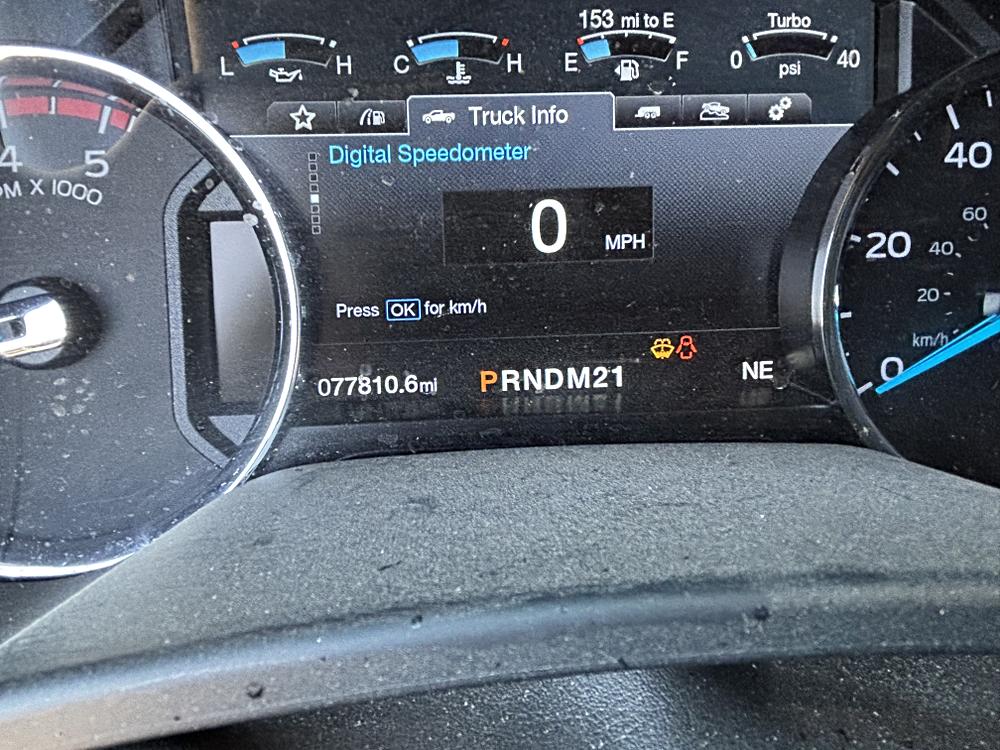 153 mi to E
Turbo
L H
C H
E F
0 40
psi
Truck Info
Digital Speedometer
0 MPH
Press OK for km/h
077810.6mi
PRNDM21
NE
4 5
PM X 1000
40
60
20
40
20
km/h
0